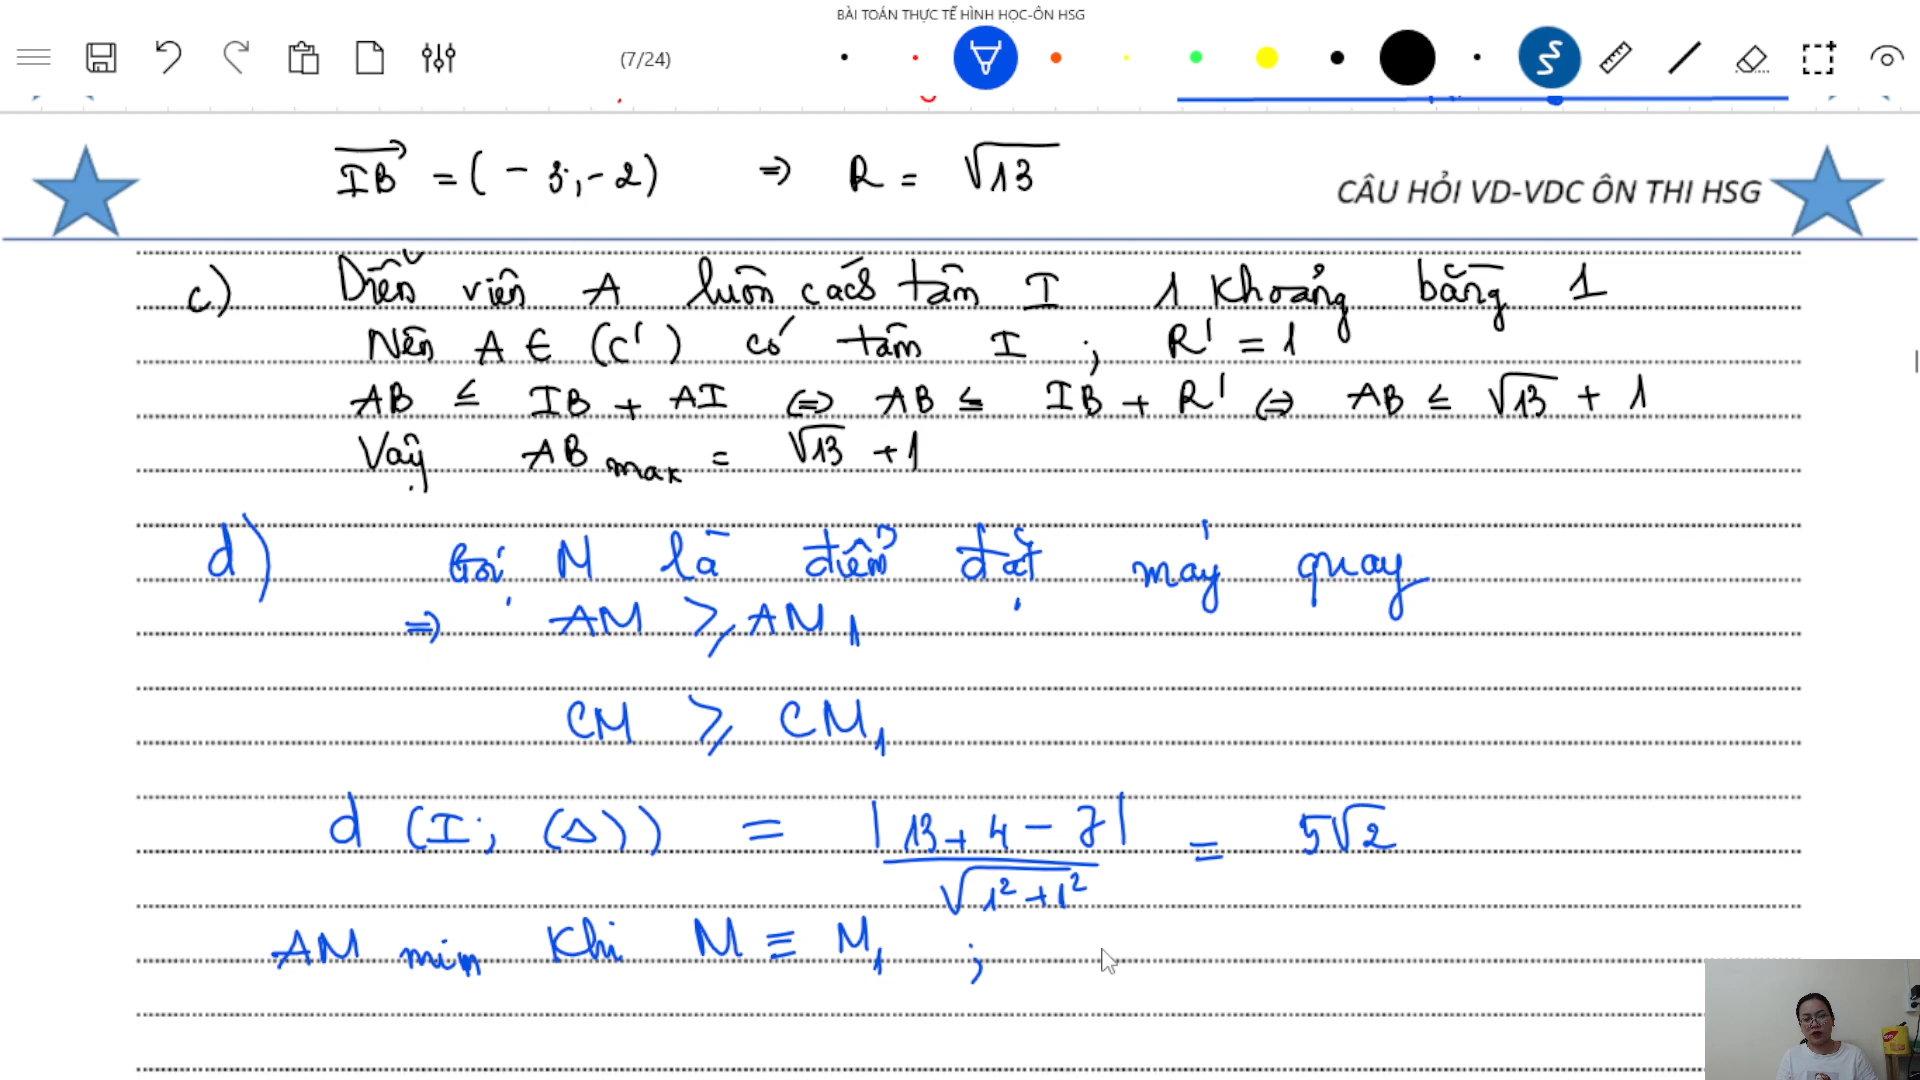 BÀI TOÁN THỰC TẾ HÌNH HỌC-ÔN HSG
(7/24)
IB = (-3;-2) => R = √13
CÂU HỎI VD-VDC ÔN THI HSG
c) Diễn viên A luôn cách tâm I 1 khoảng bằng 1
Nên A ∈ (C') có tâm I ; R' = 1
AB ≤ IB + AI <=> AB ≤ IB + R' <=> AB ≤ √13 + 1
Vậy AB max = √13 + 1
d) Gọi M là điểm đặt máy quay
=> AM ≥ AM1
CM ≥ CM1
d (I; (Δ)) = |13 + 4 - 7| / √1² + 1² = 5√2
AM min khi M ≡ M1 ;